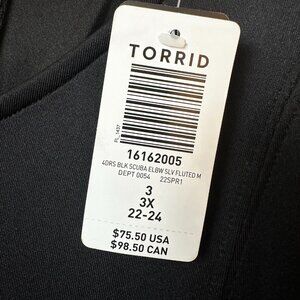 TORRID
16162005
4DRS BLK SCUBA ELBW SLV FLUTED M
DEPT 0054 22SPR1
3
3X
22-24
$75.50 USA
$98.50 CAN